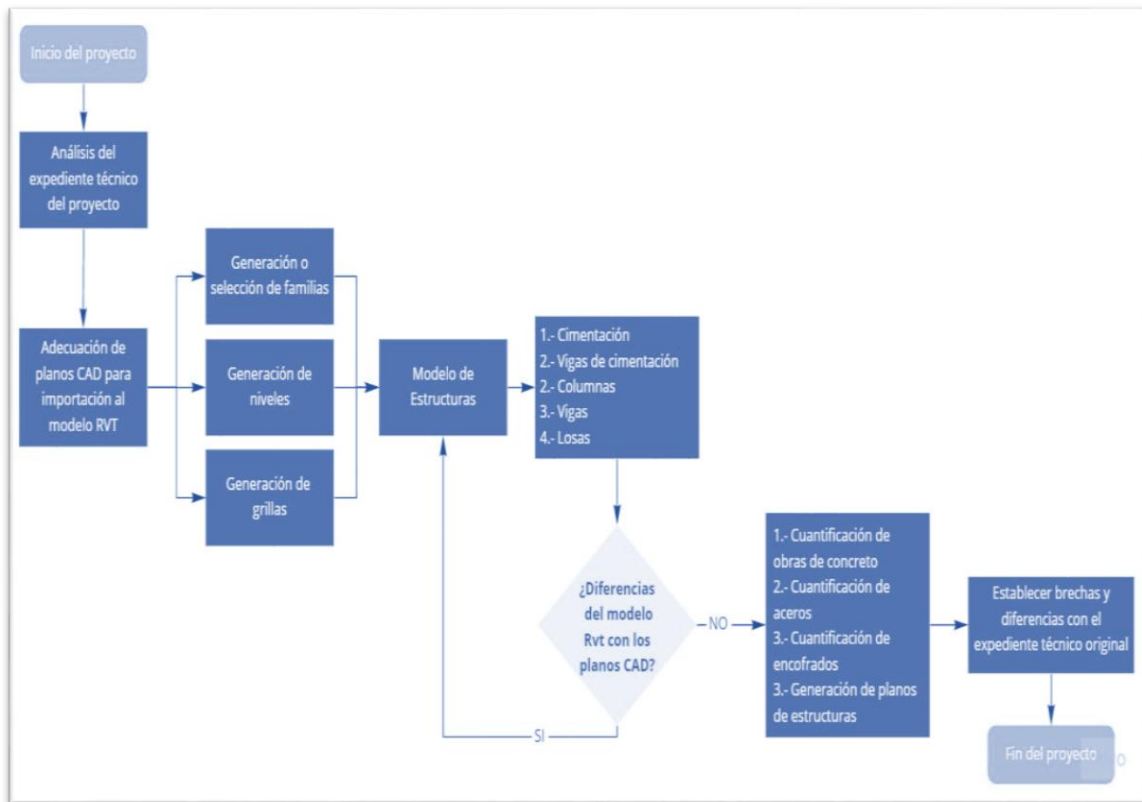 Inicio del proyecto
Análisis del
expediente técnico
del proyecto
Adecuación de
planos CAD para
importación al
modelo RVT
Generación o
selección de familias
Generación de
niveles
Generación de
grillas
Modelo de
Estructuras
1.- Cimentación
2.- Vigas de cimentación
2.- Columnas
3.- Vigas
4.- Losas
¿Diferencias
del modelo
Rvt con los
planos CAD?
NO
SI
1.- Cuantificación de
obras de concreto
2.- Cuantificación de
aceros
3.- Cuantificación de
encofrados
3.- Generación de planos
de estructuras
Establecer brechas y
diferencias con el
expediente técnico original
Fin del proyecto